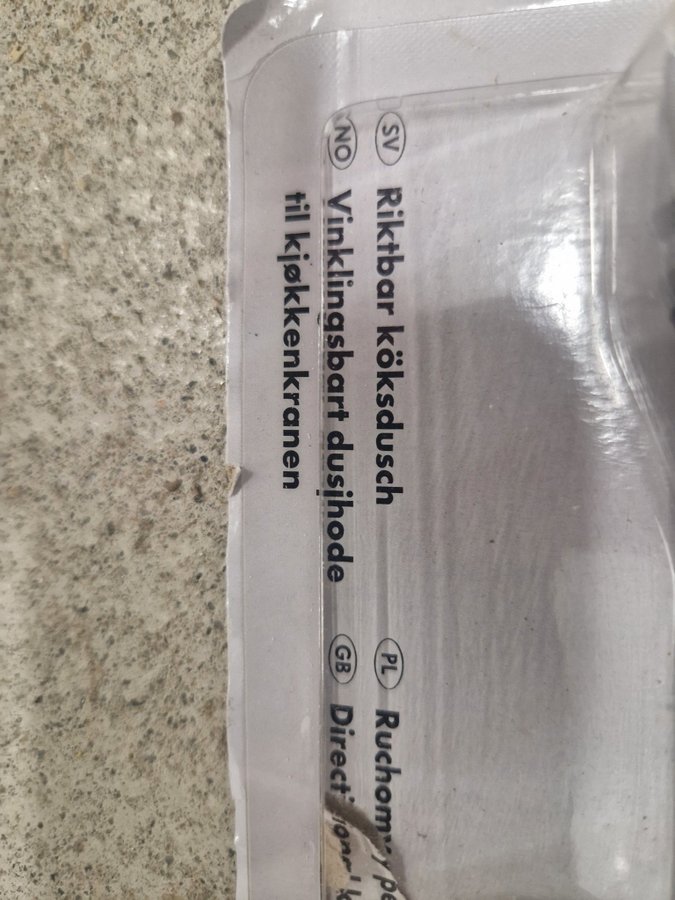 SV Riktbar köksdusch
NO Vinklingsbart dusjhode
til kjøkkenkranen
PL
GB